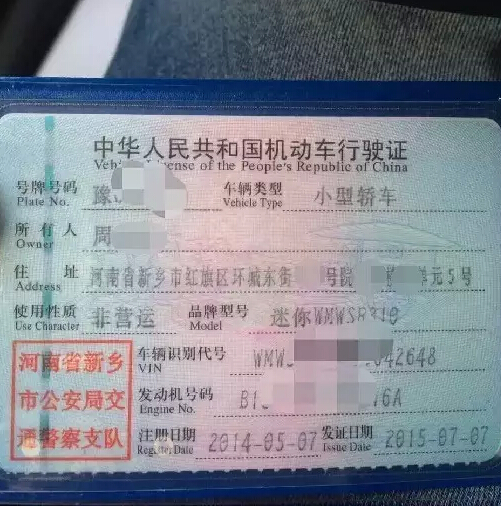 中华人民共和国机动车行驶证
Vehicle License of the People's Republic of China
号牌号码 豫 车辆类型 小型轿车
Plate No. Vehicle Type
所有人 周
Owner
住址 河南省新乡市红旗区环城东街 号院 单元5号
Address
使用性质 非营运 品牌型号 迷你WMWSR319
Use Character Model
河南省新乡 车辆识别代号 WMW 042648
VIN
市公安局交 发动机号码 B1 16A
Engine No.
通警察支队 注册日期 2014-05-07 发证日期 2015-07-07
Register Date Issue Date